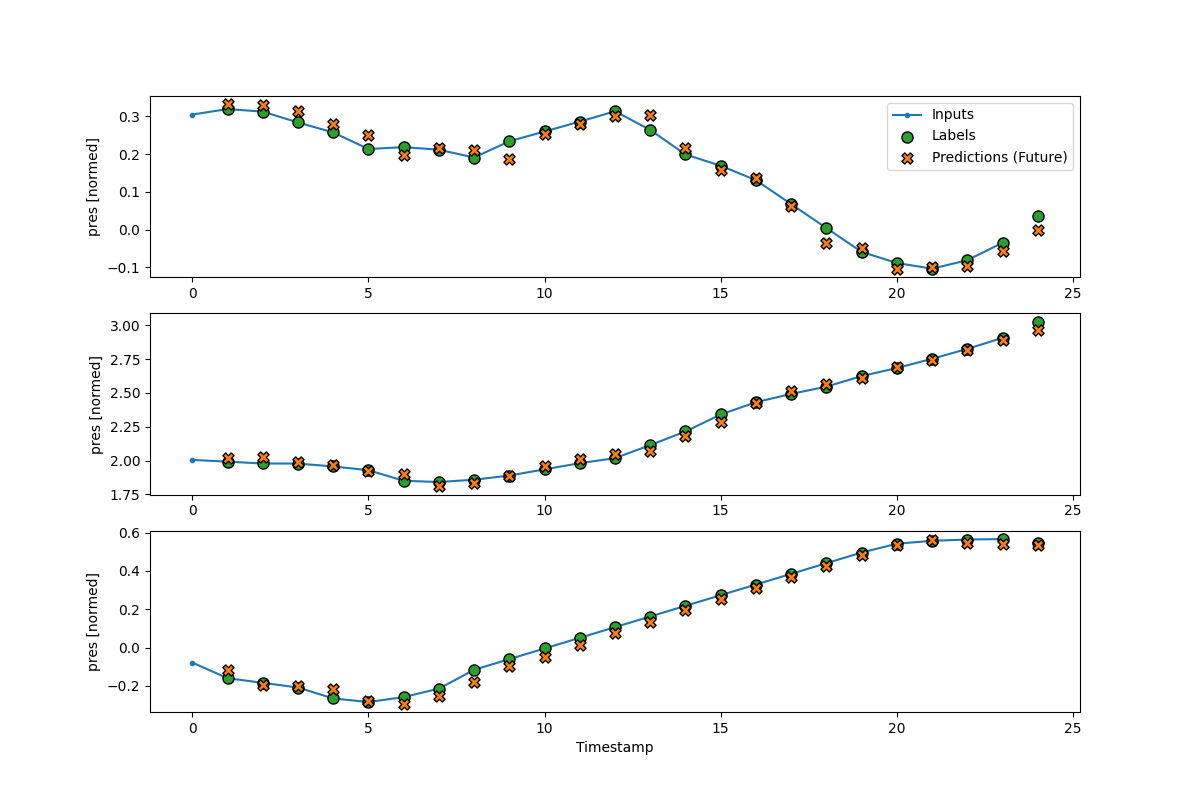 pres [normed]
0.3
0.2
0.1
0.0
−0.1
Inputs
Labels
Predictions (Future)
0 5 10 15 20 25
pres [normed]
3.00
2.75
2.50
2.25
2.00
1.75
0 5 10 15 20 25
pres [normed]
0.6
0.4
0.2
0.0
−0.2
0 5 10 15 20 25
Timestamp